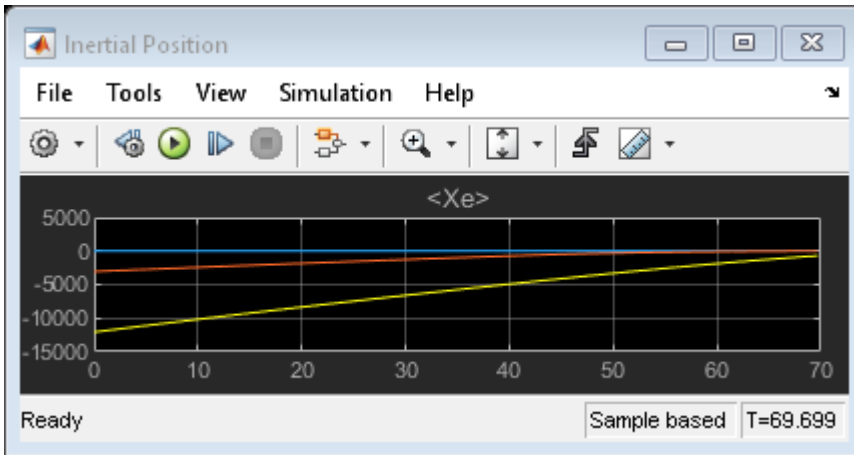 Inertial Position
File Tools View Simulation Help
<Xe>
5000
0
-5000
-10000
-15000
0 10 20 30 40 50 60 70
Ready Sample based T=69.699